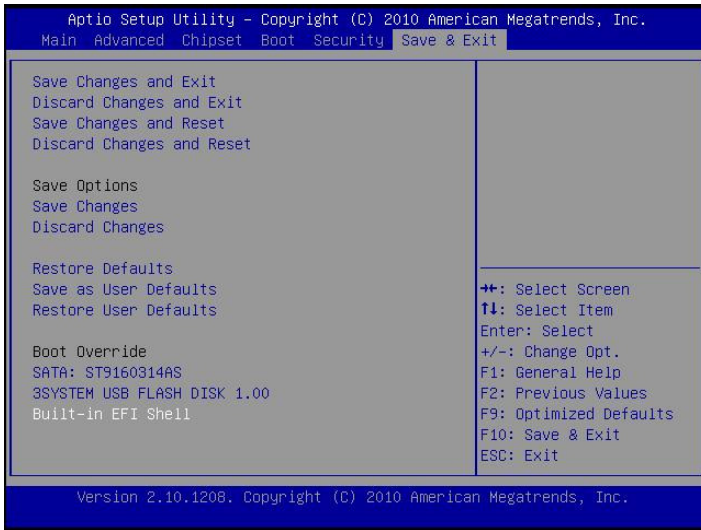 Aptio Setup Utility – Copyright (C) 2010 American Megatrends, Inc.
Main Advanced Chipset Boot Security Save & Exit
Save Changes and Exit
Discard Changes and Exit
Save Changes and Reset
Discard Changes and Reset
Save Options
Save Changes
Discard Changes
Restore Defaults
Save as User Defaults
Restore User Defaults
Boot Override
SATA: ST9160314AS
3SYSTEM USB FLASH DISK 1.00
Built-in EFI Shell
→←: Select Screen
↑↓: Select Item
Enter: Select
+/-: Change Opt.
F1: General Help
F2: Previous Values
F9: Optimized Defaults
F10: Save & Exit
ESC: Exit
Version 2.10.1208. Copyright (C) 2010 American Megatrends, Inc.